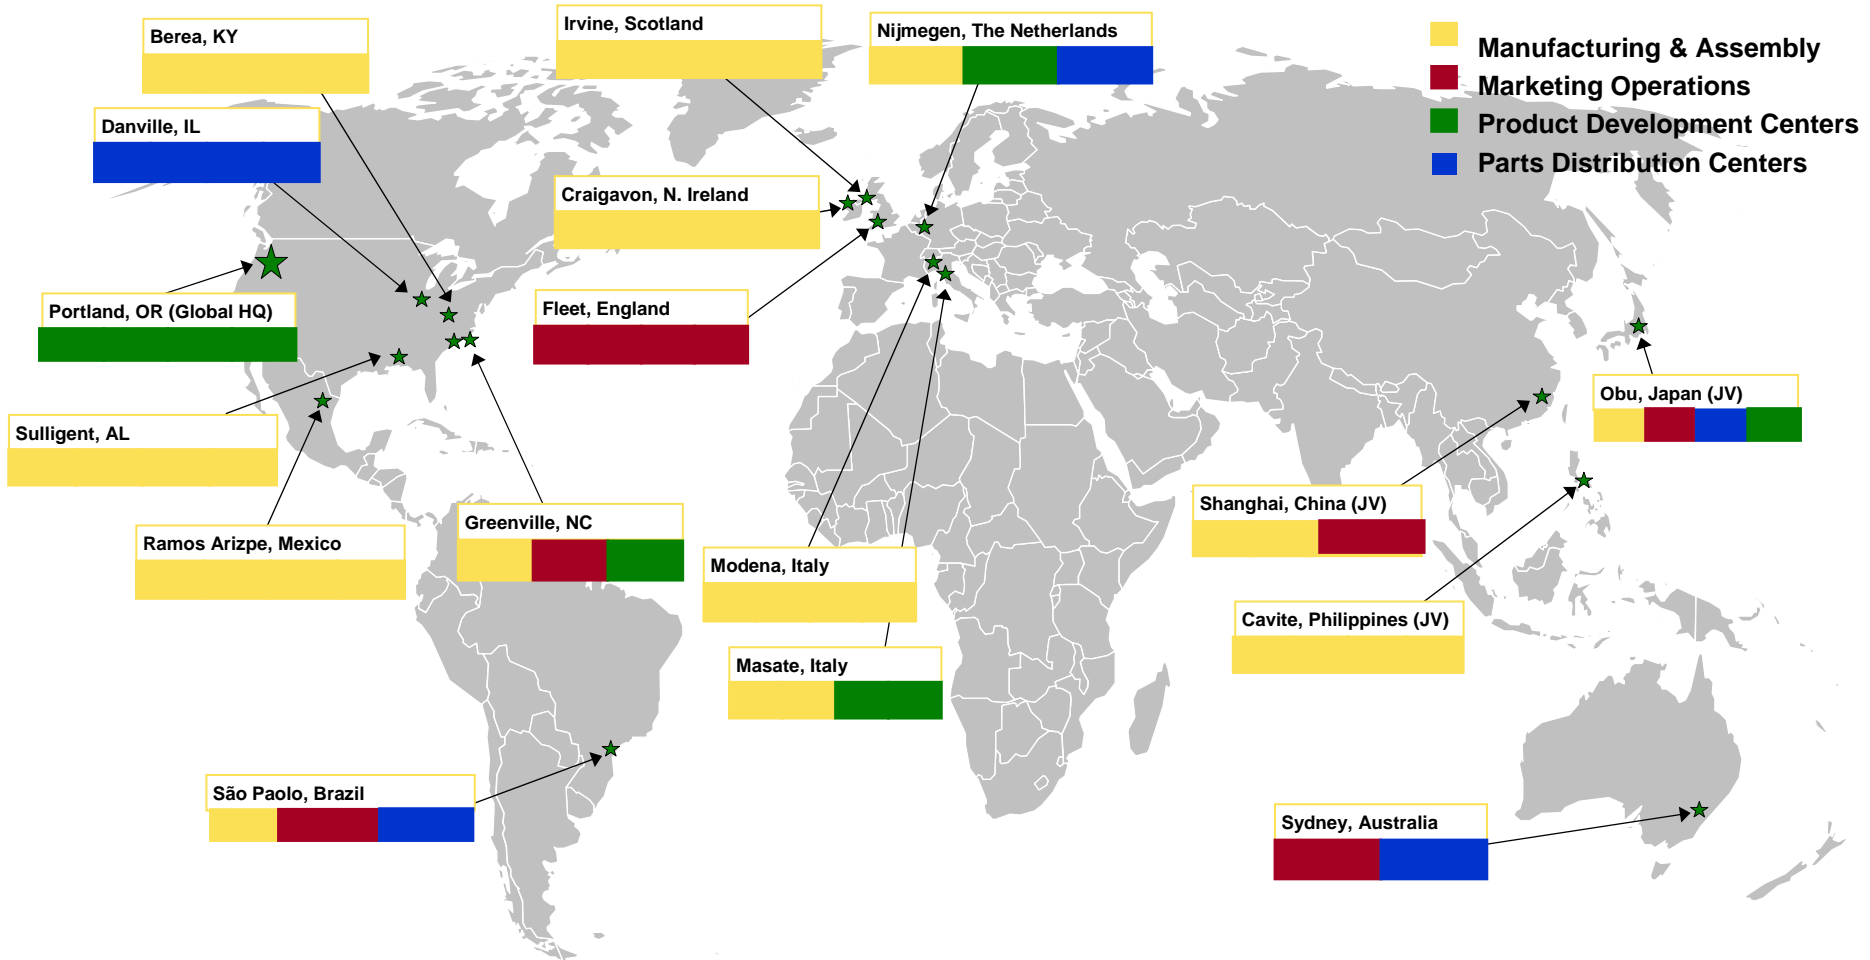 Berea, KY
Irvine, Scotland
Nijmegen, The Netherlands
Manufacturing & Assembly
Marketing Operations
Product Development Centers
Parts Distribution Centers
Danville, IL
Craigavon, N. Ireland
Portland, OR (Global HQ)
Fleet, England
Obu, Japan (JV)
Sulligent, AL
Shanghai, China (JV)
Greenville, NC
Ramos Arizpe, Mexico
Modena, Italy
Cavite, Philippines (JV)
Masate, Italy
São Paolo, Brazil
Sydney, Australia